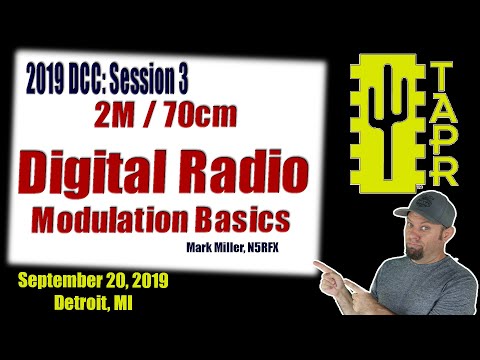 2019 DCC: Session 3
2M / 70cm
Digital Radio
Modulation Basics
Mark Miller, N5RFX
September 20, 2019
Detroit, MI
TAPR